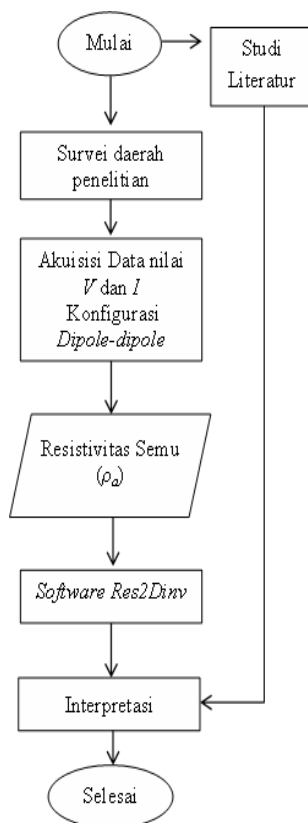 Mulai
Studi
Literatur
Survei daerah
penelitian
Akuisisi Data nilai
V dan I
Konfigurasi
Dipole-dipole
Resistivitas Semu
(ρa)
Software Res2Dinv
Interpretasi
Selesai